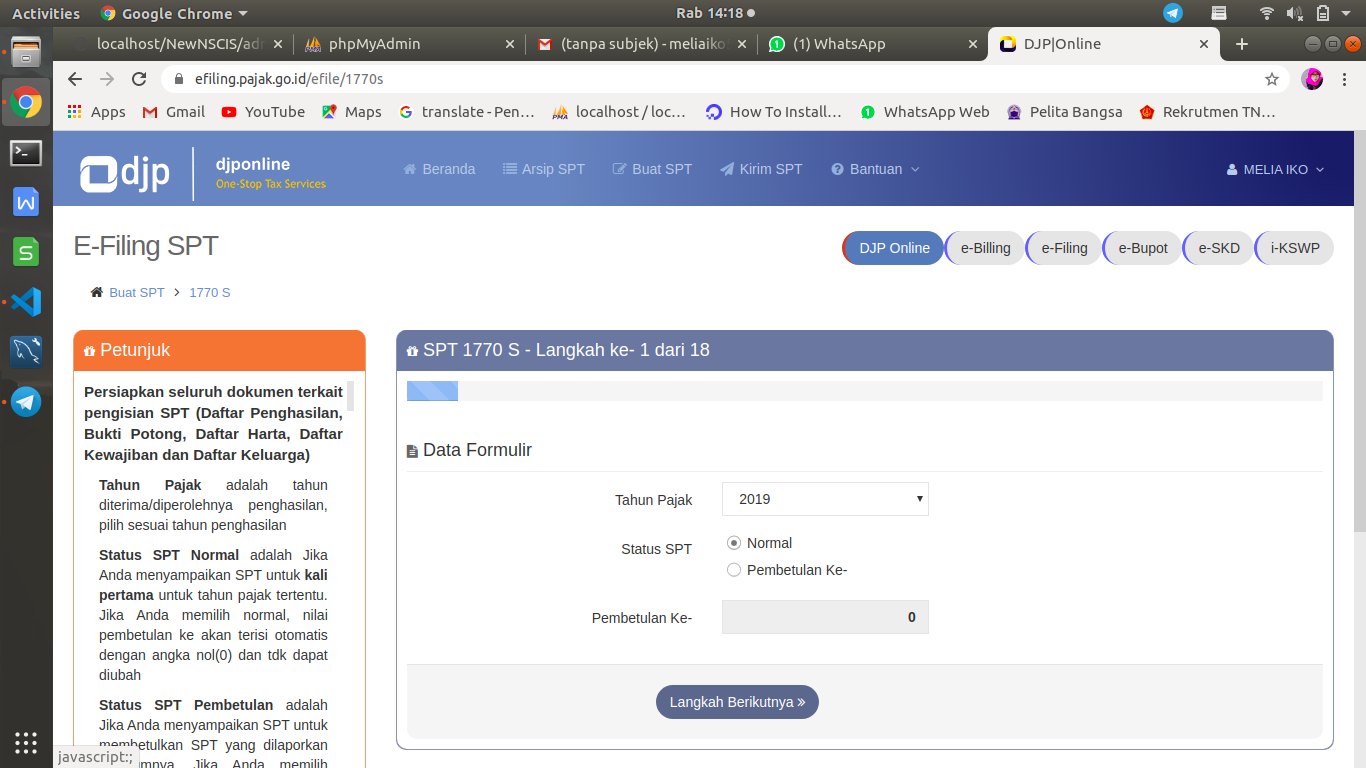 Activities
Google Chrome
Rab 14:18
localhost/NewNSCIS/adm
phpMyAdmin
(tanpa subjek) - meliaiko
(1) WhatsApp
DJP|Online
efiling.pajak.go.id/efile/1770s
Apps
Gmail
YouTube
Maps
translate - Pen…
localhost / loc…
How To Install…
WhatsApp Web
Pelita Bangsa
Rekrutmen TN…
djp
djponline
One-Stop Tax Services
Beranda
Arsip SPT
Buat SPT
Kirim SPT
Bantuan
MELIA IKO
E-Filing SPT
DJP Online
e-Billing
e-Filing
e-Bupot
e-SKD
i-KSWP
Buat SPT > 1770 S
Petunjuk
Persiapkan seluruh dokumen terkait
pengisian SPT (Daftar Penghasilan,
Bukti Potong, Daftar Harta, Daftar
Kewajiban dan Daftar Keluarga)
Tahun Pajak adalah tahun
diterima/diperolehnya penghasilan,
pilih sesuai tahun penghasilan
Status SPT Normal adalah Jika
Anda menyampaikan SPT untuk kali
pertama untuk tahun pajak tertentu.
Jika Anda memilih normal, nilai
pembetulan ke akan terisi otomatis
dengan angka nol(0) dan tdk dapat
diubah
Status SPT Pembetulan adalah
Jika Anda menyampaikan SPT untuk
membetulkan SPT yang dilaporkan
mnya. Jika Anda memilih
javascript:;
SPT 1770 S - Langkah ke- 1 dari 18
Data Formulir
Tahun Pajak
2019
Status SPT
Normal
Pembetulan Ke-
Pembetulan Ke-
0
Langkah Berikutnya »